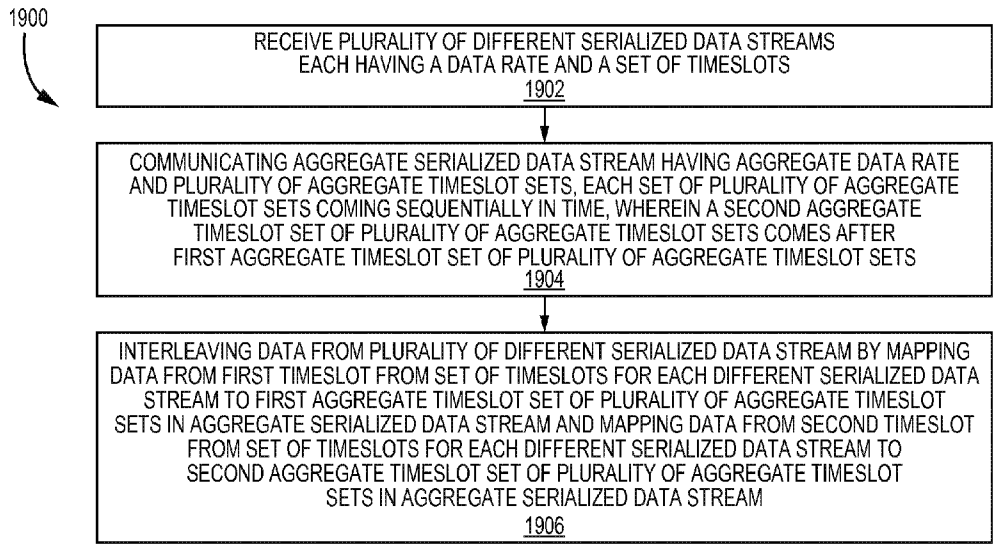 1900
RECEIVE PLURALITY OF DIFFERENT SERIALIZED DATA STREAMS
EACH HAVING A DATA RATE AND A SET OF TIMESLOTS
1902
COMMUNICATING AGGREGATE SERIALIZED DATA STREAM HAVING AGGREGATE DATA RATE
AND PLURALITY OF AGGREGATE TIMESLOT SETS, EACH SET OF PLURALITY OF AGGREGATE
TIMESLOT SETS COMING SEQUENTIALLY IN TIME, WHEREIN A SECOND AGGREGATE
TIMESLOT SET OF PLURALITY OF AGGREGATE TIMESLOT SETS COMES AFTER
FIRST AGGREGATE TIMESLOT SET OF PLURALITY OF AGGREGATE TIMESLOT SETS
1904
INTERLEAVING DATA FROM PLURALITY OF DIFFERENT SERIALIZED DATA STREAM BY MAPPING
DATA FROM FIRST TIMESLOT FROM SET OF TIMESLOTS FOR EACH DIFFERENT SERIALIZED DATA
STREAM TO FIRST AGGREGATE TIMESLOT SET OF PLURALITY OF AGGREGATE TIMESLOT
SETS IN AGGREGATE SERIALIZED DATA STREAM AND MAPPING DATA FROM SECOND TIMESLOT
FROM SET OF TIMESLOTS FOR EACH DIFFERENT SERIALIZED DATA STREAM TO
SECOND AGGREGATE TIMESLOT SET OF PLURALITY OF AGGREGATE TIMESLOT
SETS IN AGGREGATE SERIALIZED DATA STREAM.
1906